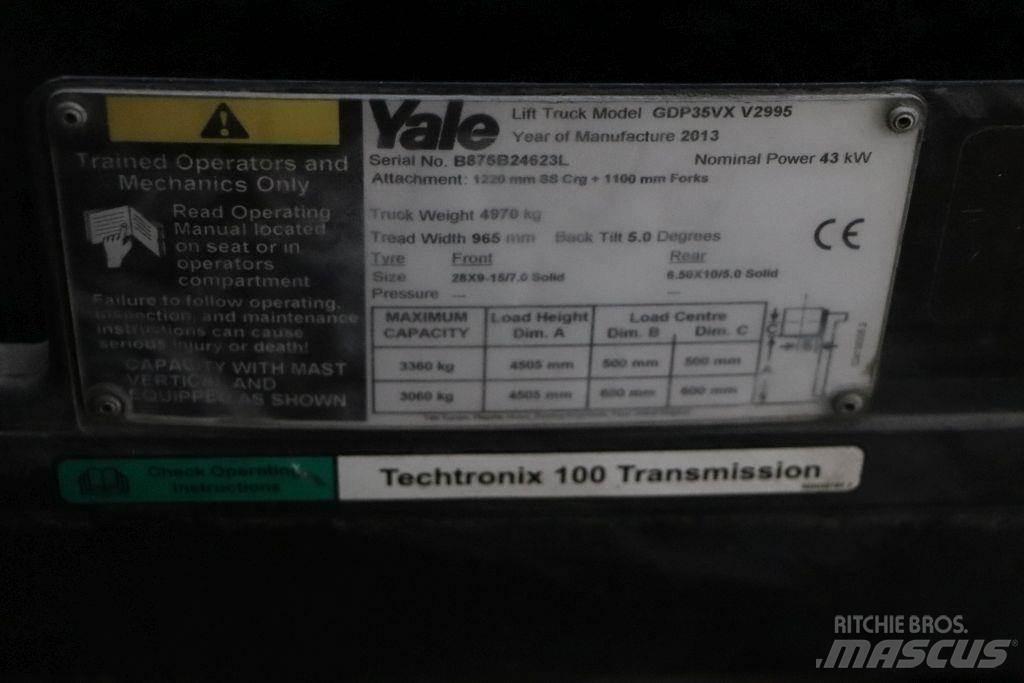 Trained Operators and
Mechanics Only
Read Operating
Manual located
on seat or in
operators
compartment
Failure to follow operating,
inspection, and maintenance
instructions can cause
serious injury or death!
CAPACITY WITH MAST
VERTICAL AND
EQUIPPED AS SHOWN
Yale
Lift Truck Model GDP35VX V2995
Year of Manufacture 2013
Serial No. B875B24623L Nominal Power 43 kW
Attachment: 1220 mm SS Crg + 1100 mm Forks
Truck Weight 4970 kg
Tread Width 965 mm Back Tilt 5.0 Degrees
CE
Tyre Front Rear
Size 28X9-15/7.0 Solid 6.50X10/5.0 Solid
Pressure --- ---
MAXIMUM CAPACITY Load Height Dim. A Load Centre Dim. B Dim. C
3360 kg 4505 mm 500 mm 500 mm
3060 kg 4505 mm 600 mm 600 mm
Check Operating
Instructions
Techtronix 100 Transmission
RITCHIE BROS.
MASCUS